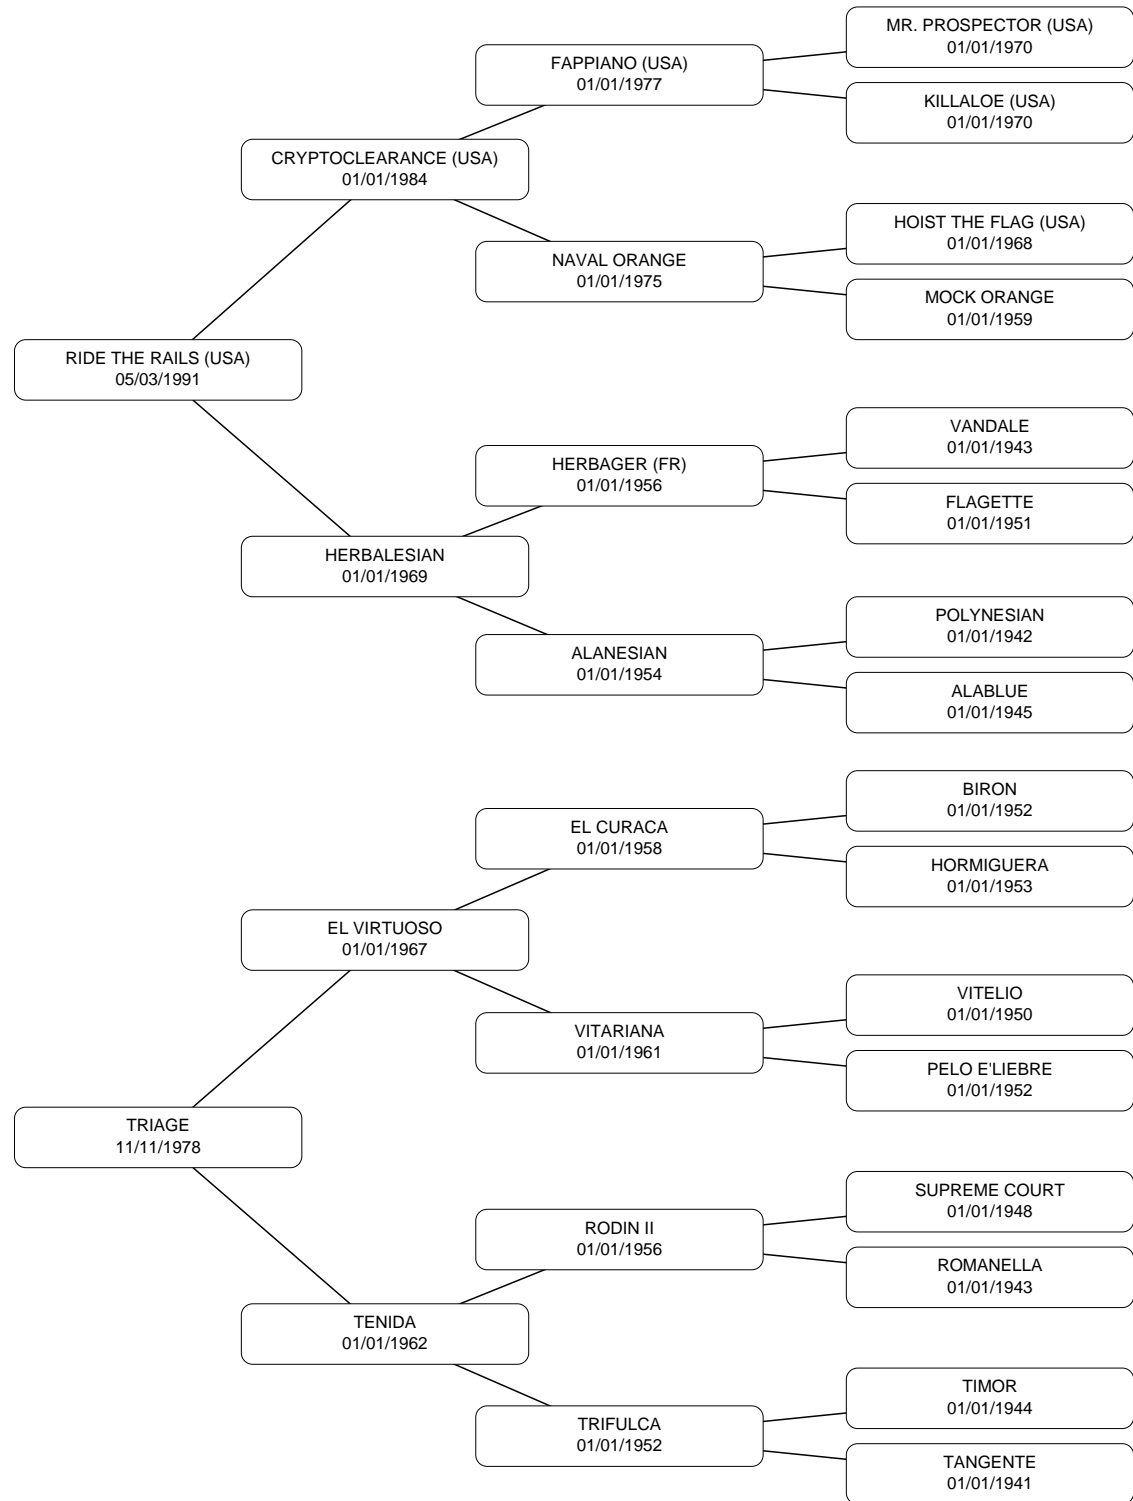 MR. PROSPECTOR (USA)
01/01/1970
FAPPIANO (USA)
01/01/1977
KILLALOE (USA)
01/01/1970
CRYPTOCLEARANCE (USA)
01/01/1984
HOIST THE FLAG (USA)
01/01/1968
NAVAL ORANGE
01/01/1975
MOCK ORANGE
01/01/1959
RIDE THE RAILS (USA)
05/03/1991
VANDALE
01/01/1943
HERBAGER (FR)
01/01/1956
FLAGETTE
01/01/1951
HERBALESIAN
01/01/1969
POLYNESIAN
01/01/1942
ALANESIAN
01/01/1954
ALABLUE
01/01/1945
BIRON
01/01/1952
EL CURACA
01/01/1958
HORMIGUERA
01/01/1953
EL VIRTUOSO
01/01/1967
VITELIO
01/01/1950
VITARIANA
01/01/1961
PELO E'LIEBRE
01/01/1952
TRIAGE
11/11/1978
SUPREME COURT
01/01/1948
RODIN II
01/01/1956
ROMANELLA
01/01/1943
TENIDA
01/01/1962
TIMOR
01/01/1944
TRIFULCA
01/01/1952
TANGENTE
01/01/1941